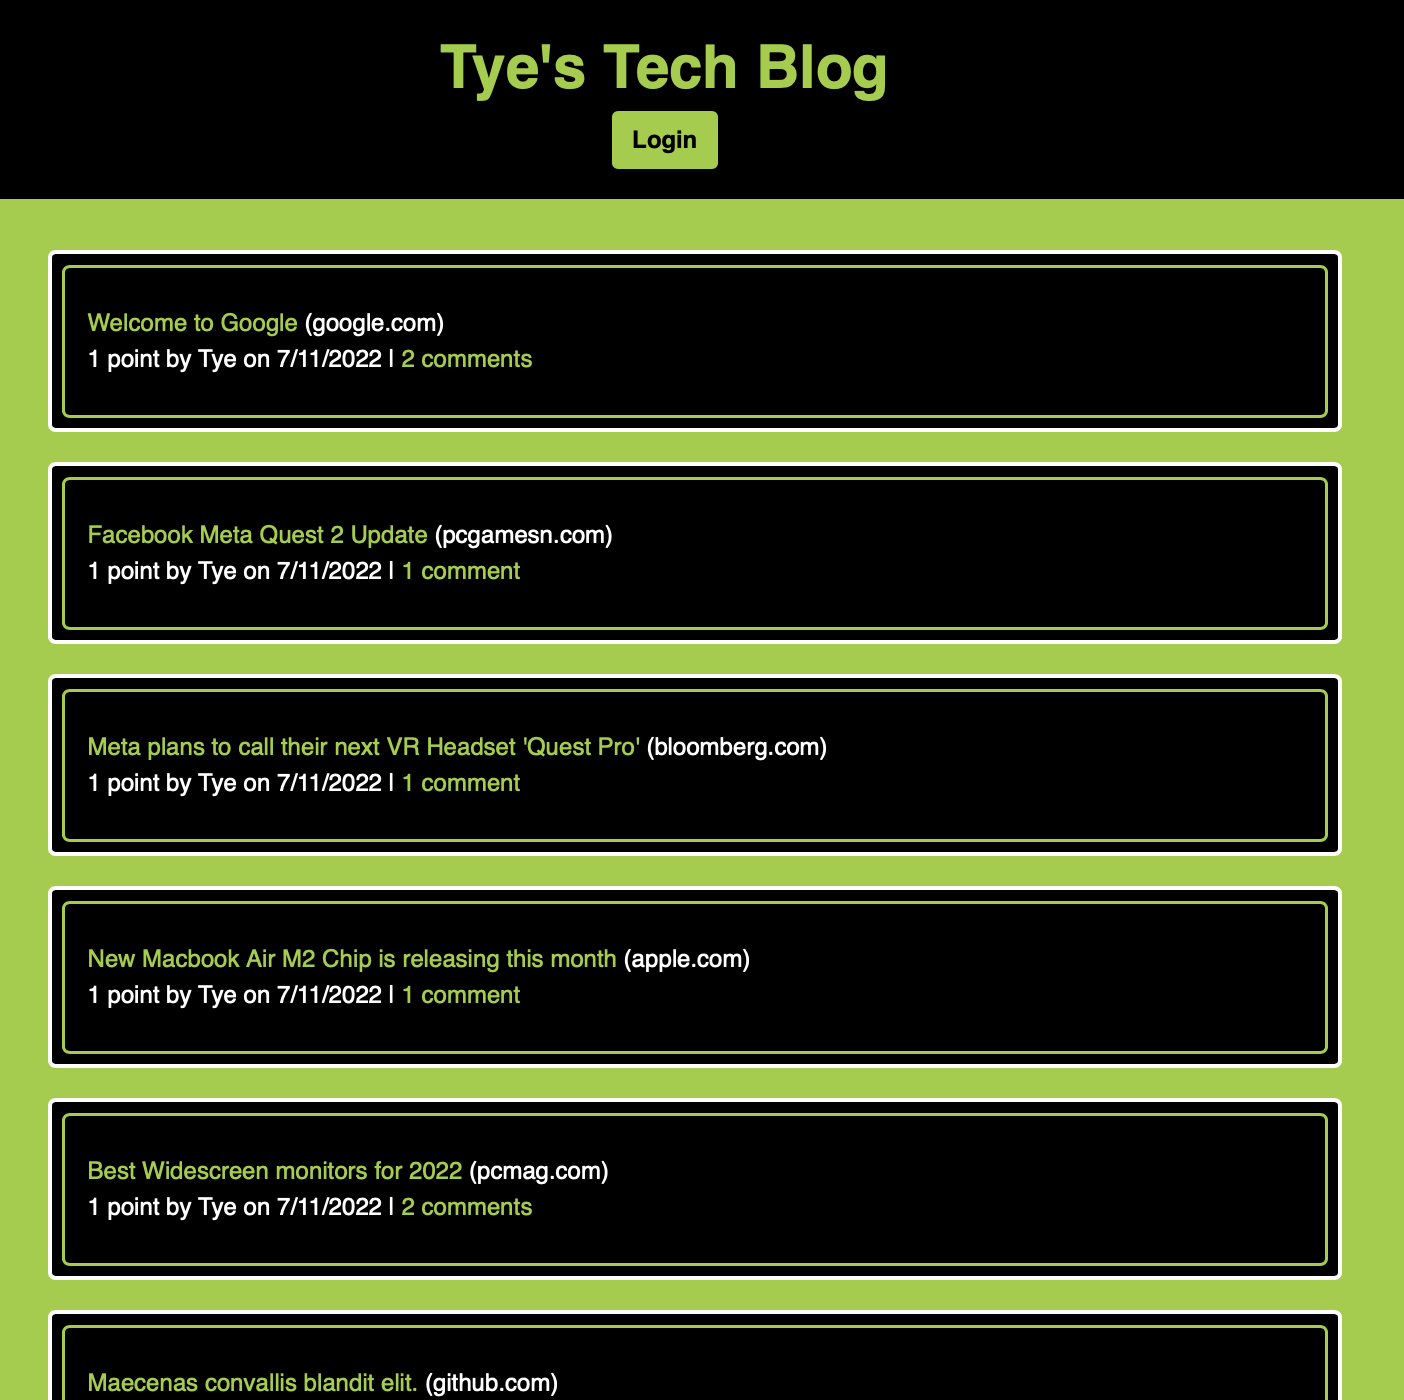 Tye's Tech Blog
Login
Welcome to Google (google.com)
1 point by Tye on 7/11/2022 | 2 comments
Facebook Meta Quest 2 Update (pcgamesn.com)
1 point by Tye on 7/11/2022 | 1 comment
Meta plans to call their next VR Headset 'Quest Pro' (bloomberg.com)
1 point by Tye on 7/11/2022 | 1 comment
New Macbook Air M2 Chip is releasing this month (apple.com)
1 point by Tye on 7/11/2022 | 1 comment
Best Widescreen monitors for 2022 (pcmag.com)
1 point by Tye on 7/11/2022 | 2 comments
Maecenas convallis blandit elit. (github.com)